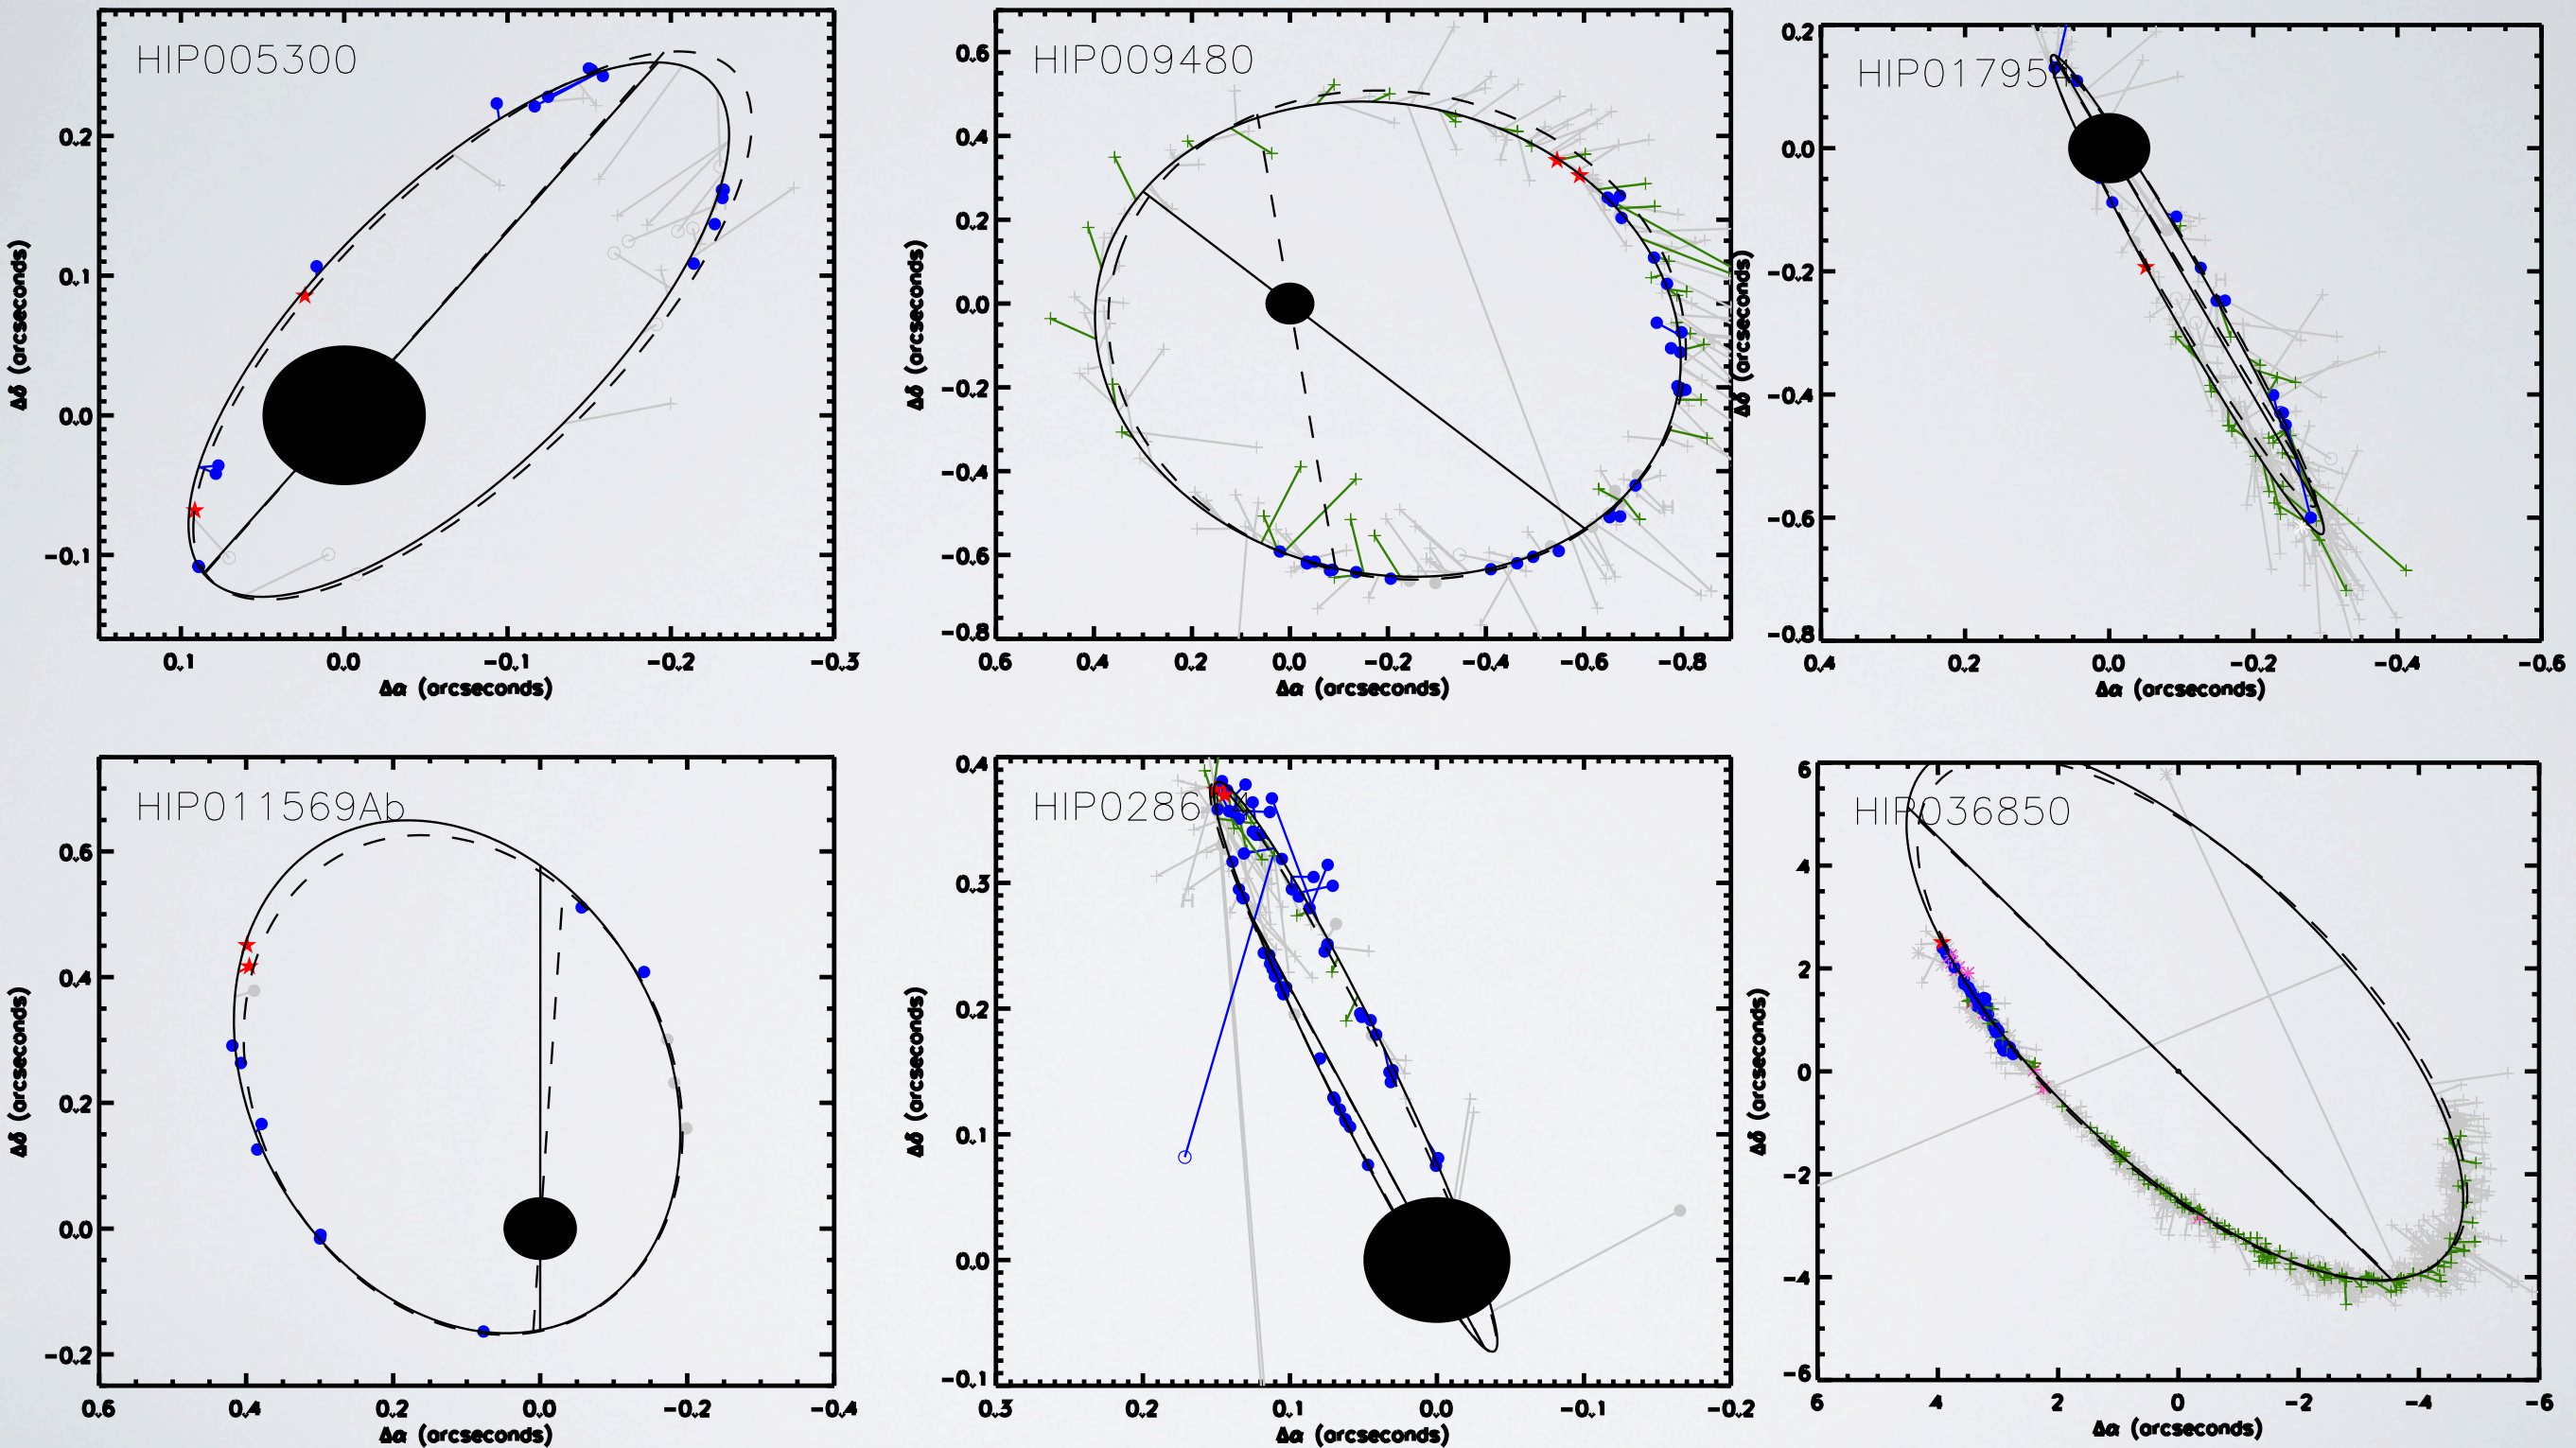 HIP005300
0.2
0.1
0.0
-0.1
Δδ (arcseconds)
0.1 0.0 -0.1 -0.2 -0.3
Δα (arcseconds)
HIP009480
0.6
0.4
0.2
0.0
-0.2
-0.4
-0.6
-0.8
Δδ (arcseconds)
0.6 0.4 0.2 0.0 -0.2 -0.4 -0.6 -0.8
Δα (arcseconds)
HIP01795
0.2
0.0
-0.2
-0.4
-0.6
-0.8
Δδ (arcseconds)
H
H
0.4 0.2 0.0 -0.2 -0.4 -0.6
Δα (arcseconds)
HIP011569Ab
0.6
0.4
0.2
0.0
-0.2
Δδ (arcseconds)
0.6 0.4 0.2 0.0 -0.2 -0.4
Δα (arcseconds)
HIP0286
0.4
0.3
0.2
0.1
0.0
-0.1
Δδ (arcseconds)
H
0.3 0.2 0.1 0.0 -0.1 -0.2
Δα (arcseconds)
HIP036850
6
4
2
0
-2
-4
-6
Δδ (arcseconds)
6 4 2 0 -2 -4 -6
Δα (arcseconds)